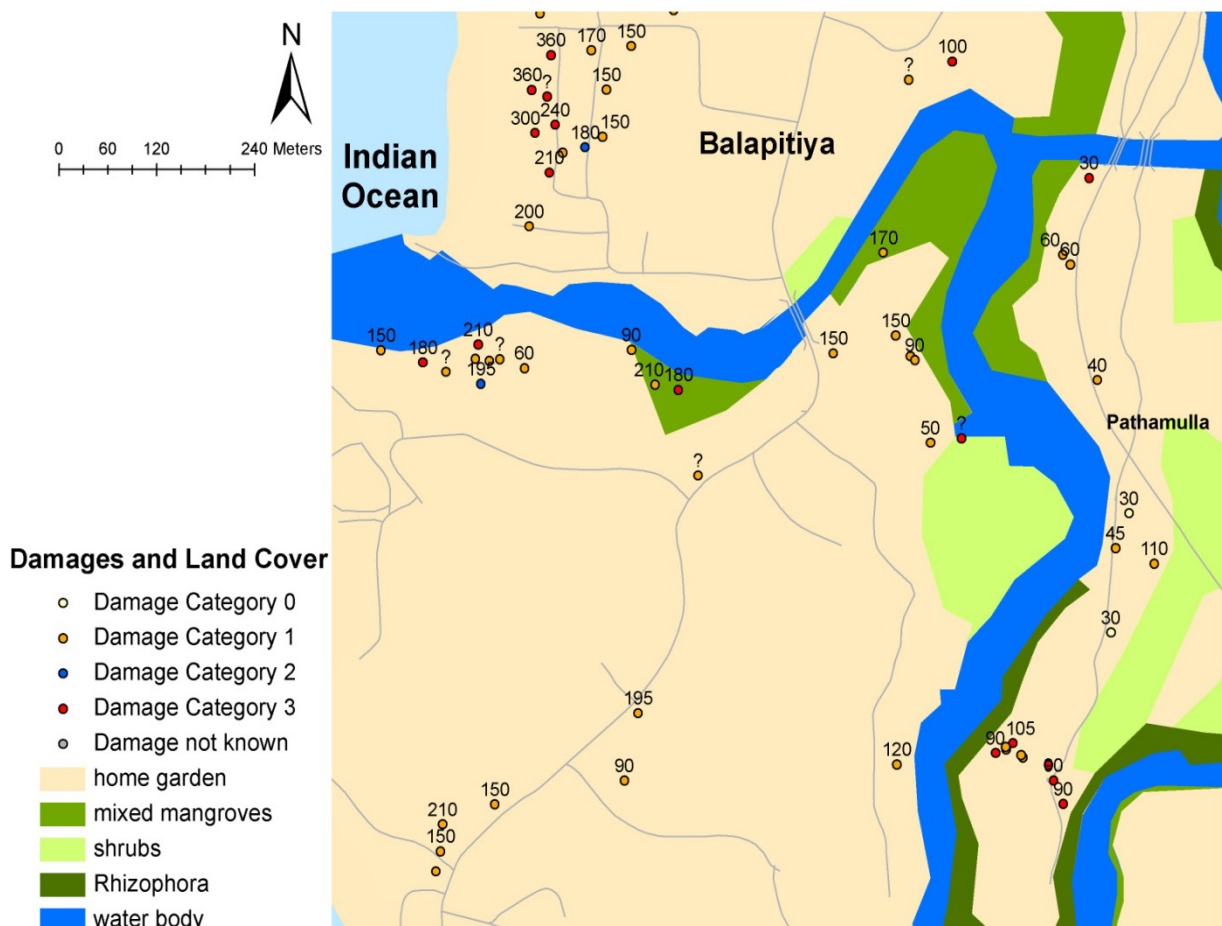 N
0 60 120 240 Meters
Indian
Ocean
Balapitiya
Pathamulla
360
170
150
360
?
150
300
240
180
150
210
200
?
100
30
60
60
170
150
180
?
210
?
195
60
90
210
180
150
150
90
40
50
?
?
30
45
110
30
195
90
120
90
105
90
90
150
210
150
Damages and Land Cover
Damage Category 0
Damage Category 1
Damage Category 2
Damage Category 3
Damage not known
home garden
mixed mangroves
shrubs
Rhizophora
water body